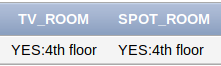 TV_ROOM SPOT_ROOM
YES:4th floor YES:4th floor